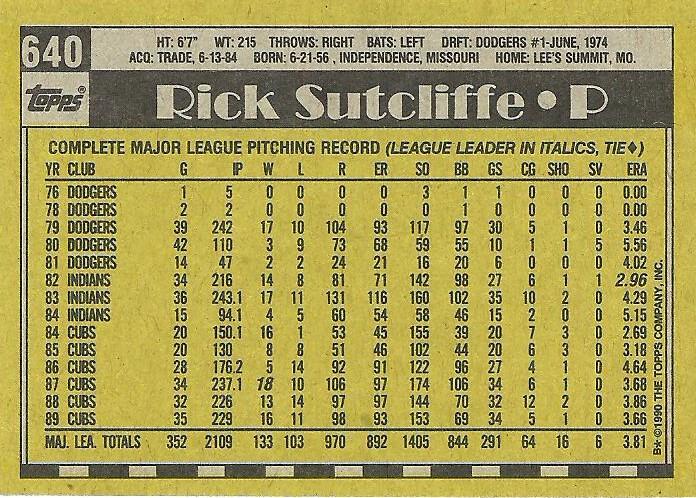 640 HT: 6'7" WT: 215 THROWS: RIGHT BATS: LEFT DRFT: DODGERS #1-JUNE, 1974
ACQ: TRADE, 6-13-84 BORN: 6-21-56, INDEPENDENCE, MISSOURI HOME: LEE'S SUMMIT, MO.
TOPPS® Rick Sutcliffe • P
COMPLETE MAJOR LEAGUE PITCHING RECORD (LEAGUE LEADER IN ITALICS, TIE♦)
YR CLUB G IP W L R ER SO BB GS CG SHO SV ERA
76 DODGERS 1 5 0 0 0 0 3 1 1 0 0 0 0.00
78 DODGERS 2 2 0 0 0 0 0 1 0 0 0 0 0.00
79 DODGERS 39 242 17 10 104 93 117 97 30 5 1 0 3.46
80 DODGERS 42 110 3 9 73 68 59 55 10 1 1 5 5.56
81 DODGERS 14 47 2 2 24 21 16 20 6 0 0 0 4.02
82 INDIANS 34 216 14 8 81 71 142 98 27 6 1 1 2.96
83 INDIANS 36 243.1 17 11 131 116 160 102 35 10 2 0 4.29
84 INDIANS 15 94.1 4 5 60 54 58 46 15 2 0 0 5.15
84 CUBS 20 150.1 16 1 53 45 155 39 20 7 3 0 2.69
85 CUBS 20 130 8 8 51 46 102 44 20 6 3 0 3.18
86 CUBS 28 176.2 5 14 92 91 122 96 27 4 1 0 4.64
87 CUBS 34 237.1 18 10 106 97 174 106 34 6 1 0 3.68
88 CUBS 32 226 13 14 97 97 144 70 32 12 2 0 3.86
89 CUBS 35 229 16 11 98 93 153 69 34 5 1 0 3.66
MAJ. LEA. TOTALS 352 2109 133 103 970 892 1405 844 291 64 16 6 3.81
B* ©1990 THE TOPPS COMPANY, INC.